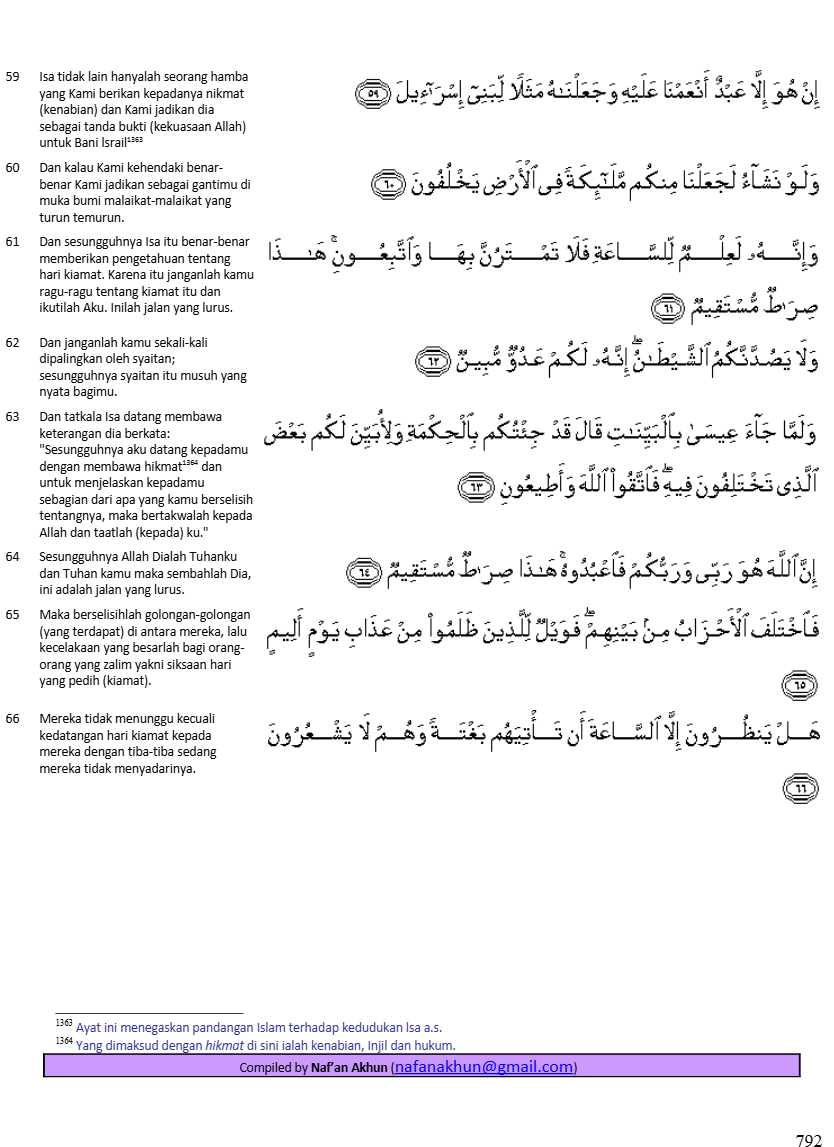 59 Isa tidak lain hanyalah seorang hamba
yang Kami berikan kepadanya nikmat
(kenabian) dan Kami jadikan dia
sebagai tanda bukti (kekuasaan Allah)
untuk Bani lsrail1363
إِنْ هُوَ إِلَّا عَبْدٌ أَنْعَمْنَا عَلَيْهِ وَجَعَلْنَٰهُ مَثَلًا لِّبَنِىٓ إِسْرَٰٓءِيلَ ﴿٥٩﴾
60 Dan kalau Kami kehendaki benar-
benar Kami jadikan sebagai gantimu di
muka bumi malaikat-malaikat yang
turun temurun.
وَلَوْ نَشَآءُ لَجَعَلْنَا مِنكُم مَّلَٰٓئِكَةً فِى ٱلْأَرْضِ يَخْلُفُونَ ﴿٦٠﴾
61 Dan sesungguhnya Isa itu benar-benar
memberikan pengetahuan tentang
hari kiamat. Karena itu janganlah kamu
ragu-ragu tentang kiamat itu dan
ikutilah Aku. Inilah jalan yang lurus.
وَإِنَّهُۥ لَعِلْمٌ لِّلسَّاعَةِ فَلَا تَمْتَرُنَّ بِهَا وَٱتَّبِعُونِ ۚ هَٰذَا
صِرَٰطٌ مُّسْتَقِيمٌ ﴿٦١﴾
62 Dan janganlah kamu sekali-kali
dipalingkan oleh syaitan;
sesungguhnya syaitan itu musuh yang
nyata bagimu.
وَلَا يَصُدَّنَّكُمُ ٱلشَّيْطَٰنُ ۖ إِنَّهُۥ لَكُمْ عَدُوٌّ مُّبِينٌ ﴿٦٢﴾
63 Dan tatkala Isa datang membawa
keterangan dia berkata:
"Sesungguhnya aku datang kepadamu
dengan membawa hikmat1364 dan
untuk menjelaskan kepadamu
sebagian dari apa yang kamu berselisih
tentangnya, maka bertakwalah kepada
Allah dan taatlah (kepada) ku."
وَلَمَّا جَآءَ عِيسَىٰ بِٱلْبَيِّنَٰتِ قَالَ قَدْ جِئْتُكُم بِٱلْحِكْمَةِ وَلِأُبَيِّنَ لَكُم بَعْضَ
ٱلَّذِى تَخْتَلِفُونَ فِيهِ ۖ فَٱتَّقُوا۟ ٱللَّهَ وَأَطِيعُونِ ﴿٦٣﴾
64 Sesungguhnya Allah Dialah Tuhanku
dan Tuhan kamu maka sembahlah Dia,
ini adalah jalan yang lurus.
إِنَّ ٱللَّهَ هُوَ رَبِّى وَرَبُّكُمْ فَٱعْبُدُوهُ ۚ هَٰذَا صِرَٰطٌ مُّسْتَقِيمٌ ﴿٦٤﴾
65 Maka berselisihlah golongan-golongan
(yang terdapat) di antara mereka, lalu
kecelakaan yang besarlah bagi orang-
orang yang zalim yakni siksaan hari
yang pedih (kiamat).
فَٱخْتَلَفَ ٱلْأَحْزَابُ مِنۢ بَيْنِهِمْ ۖ فَوَيْلٌ لِّلَّذِينَ ظَلَمُوا۟ مِنْ عَذَابِ يَوْمٍ أَلِيمٍ
﴿٦٥﴾
66 Mereka tidak menunggu kecuali
kedatangan hari kiamat kepada
mereka dengan tiba-tiba sedang
mereka tidak menyadarinya.
هَلْ يَنظُرُونَ إِلَّا ٱلسَّاعَةَ أَن تَأْتِيَهُم بَغْتَةً وَهُمْ لَا يَشْعُرُونَ
﴿٦٦﴾
1363 Ayat ini menegaskan pandangan Islam terhadap kedudukan lsa a.s.
1364 Yang dimaksud dengan hikmat di sini ialah kenabian, Injil dan hukum.
Compiled by Naf’an Akhun (nafanakhun@gmail.com)
792